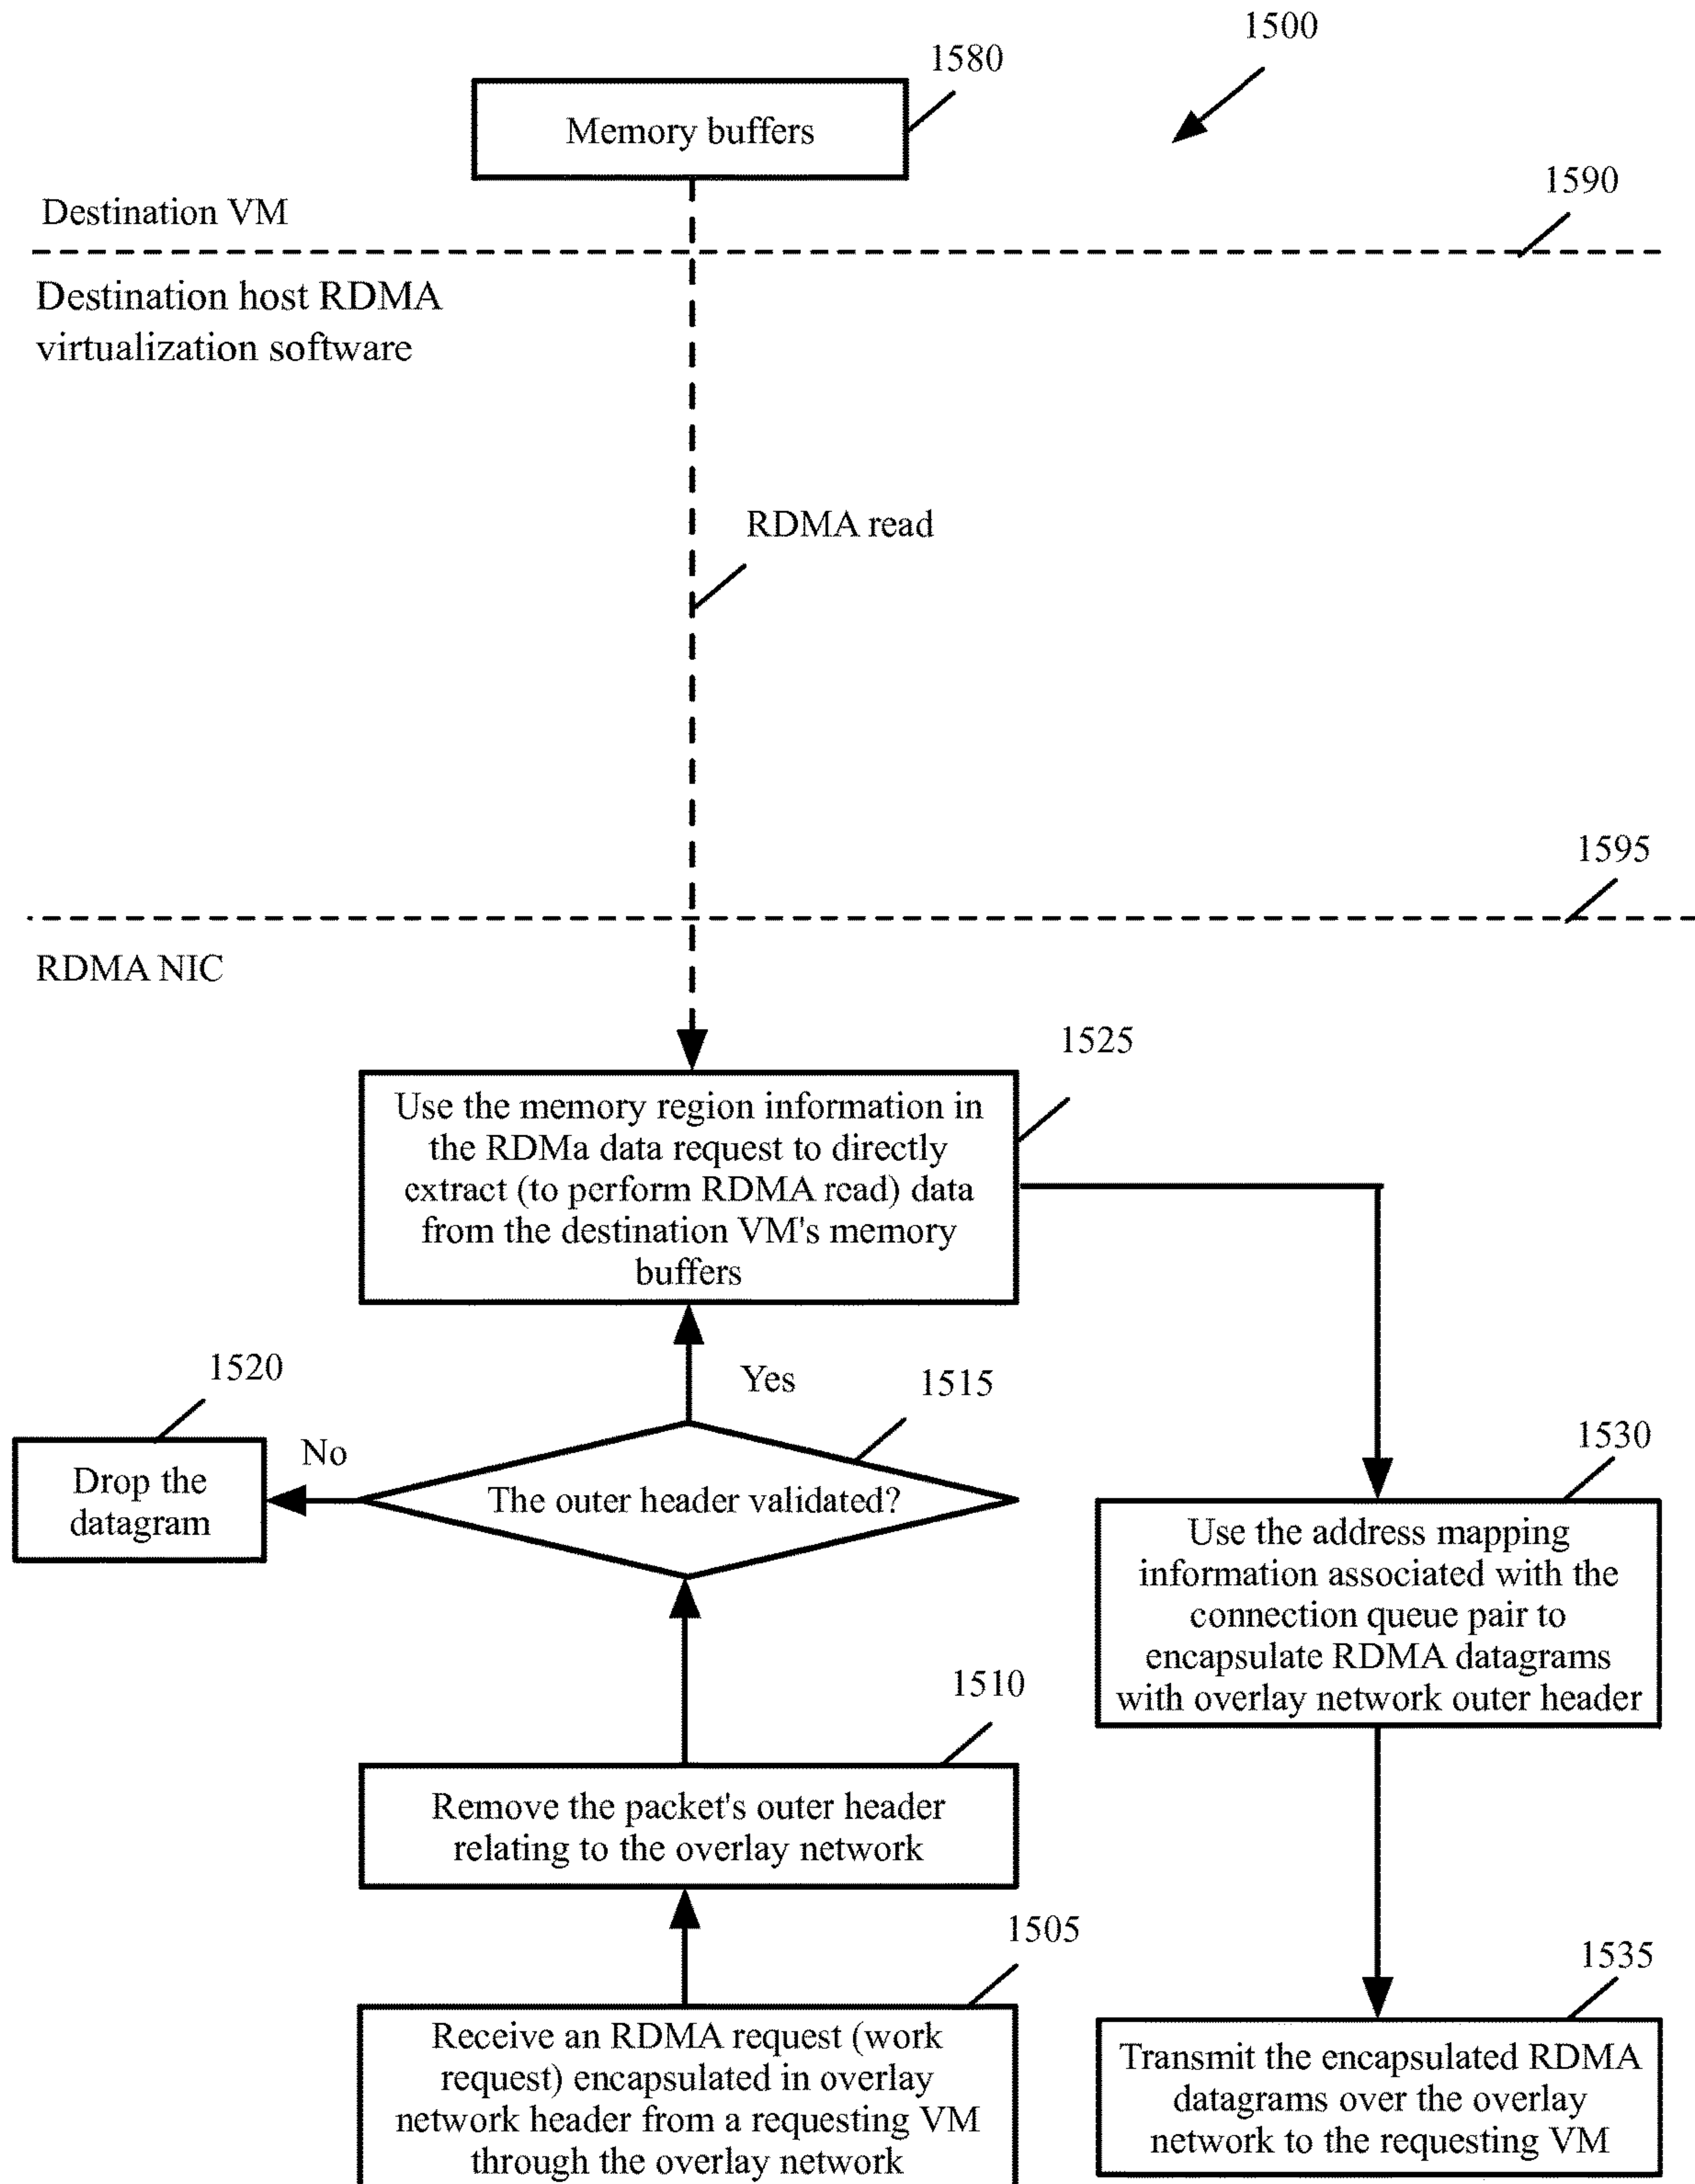 1500
1580
Memory buffers
1590
Destination VM
Destination host RDMA
virtualization software
RDMA read
1595
RDMA NIC
1525
Use the memory region information in
the RDMa data request to directly
extract (to perform RDMA read) data
from the destination VM's memory
buffers
1520
Yes
1515
No
Drop the
datagram
The outer header validated?
1530
Use the address mapping
information associated with the
connection queue pair to
encapsulate RDMA datagrams
with overlay network outer header
1510
Remove the packet's outer header
relating to the overlay network
1505
Receive an RDMA request (work
request) encapsulated in overlay
network header from a requesting VM
through the overlay network
1535
Transmit the encapsulated RDMA
datagrams over the overlay
network to the requesting VM